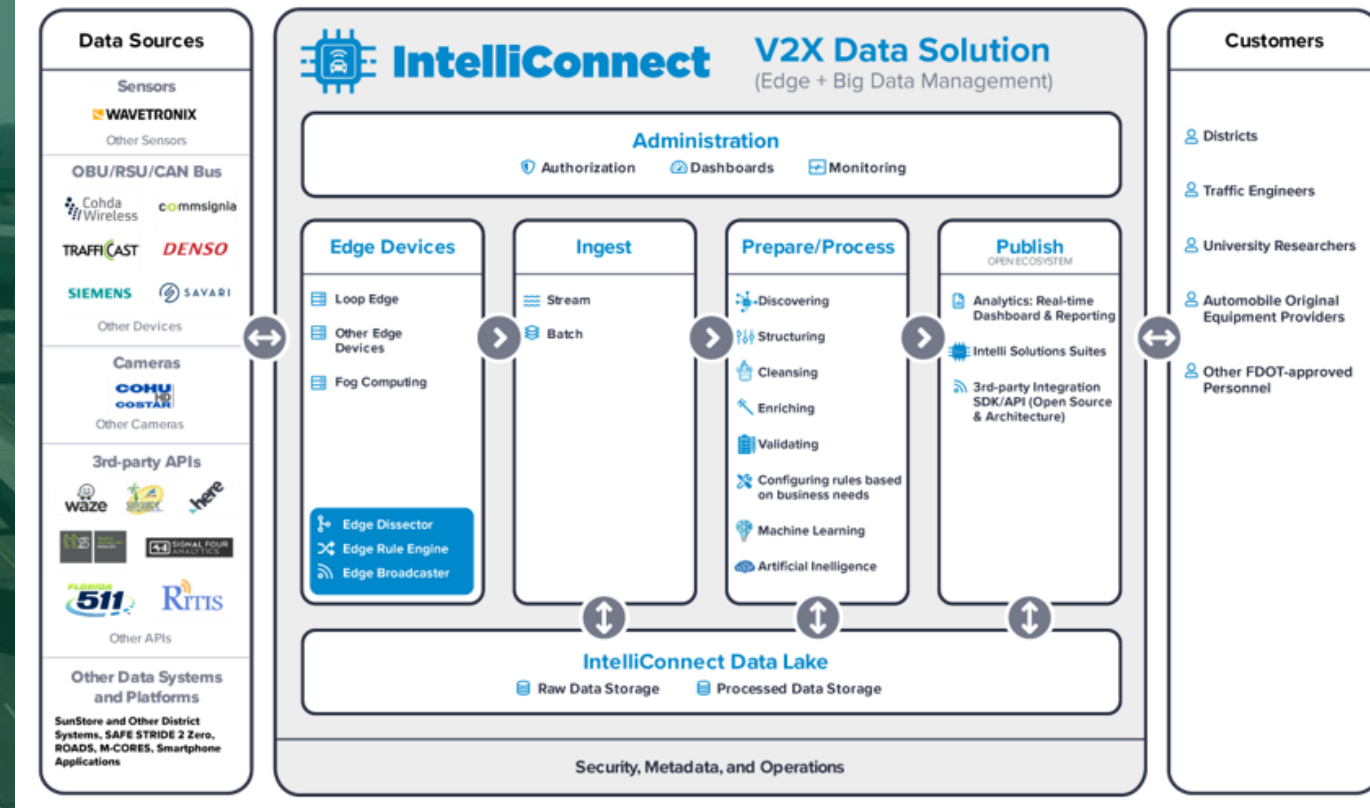 Data Sources
Sensors
WAVETRONIX
Other Sensors
OBU/RSU/CAN Bus
Cohda
Wireless
commsignia
TRAFFICAST
DENSO
SIEMENS
SAVARI
Other Devices
Cameras
COHU
HD
COSTAR
Other Cameras
3rd-party APIs
waze
here
SIGNAL FOUR
ANALYTICS
FLORIDA
511
RITIS
Other APIs
Other Data Systems
and Platforms
SunStore and Other District
Systems, SAFE STRIDE 2 Zero,
ROADS, M-CORES, Smartphone
Applications
IntelliConnect
V2X Data Solution
(Edge + Big Data Management)
Administration
Authorization
Dashboards
Monitoring
Edge Devices
Loop Edge
Other Edge
Devices
Fog Computing
Edge Dissector
Edge Rule Engine
Edge Broadcaster
Ingest
Stream
Batch
Prepare/Process
Discovering
Structuring
Cleansing
Enriching
Validating
Configuring rules based
on business needs
Machine Learning
Artificial Inelligence
Publish
OPEN ECOSYSTEM
Analytics: Real-time
Dashboard & Reporting
Intelli Solutions Suites
3rd-party Integration
SDK/API (Open Source
& Architecture)
IntelliConnect Data Lake
Raw Data Storage
Processed Data Storage
Security, Metadata, and Operations
Customers
Districts
Traffic Engineers
University Researchers
Automobile Original
Equipment Providers
Other FDOT-approved
Personnel